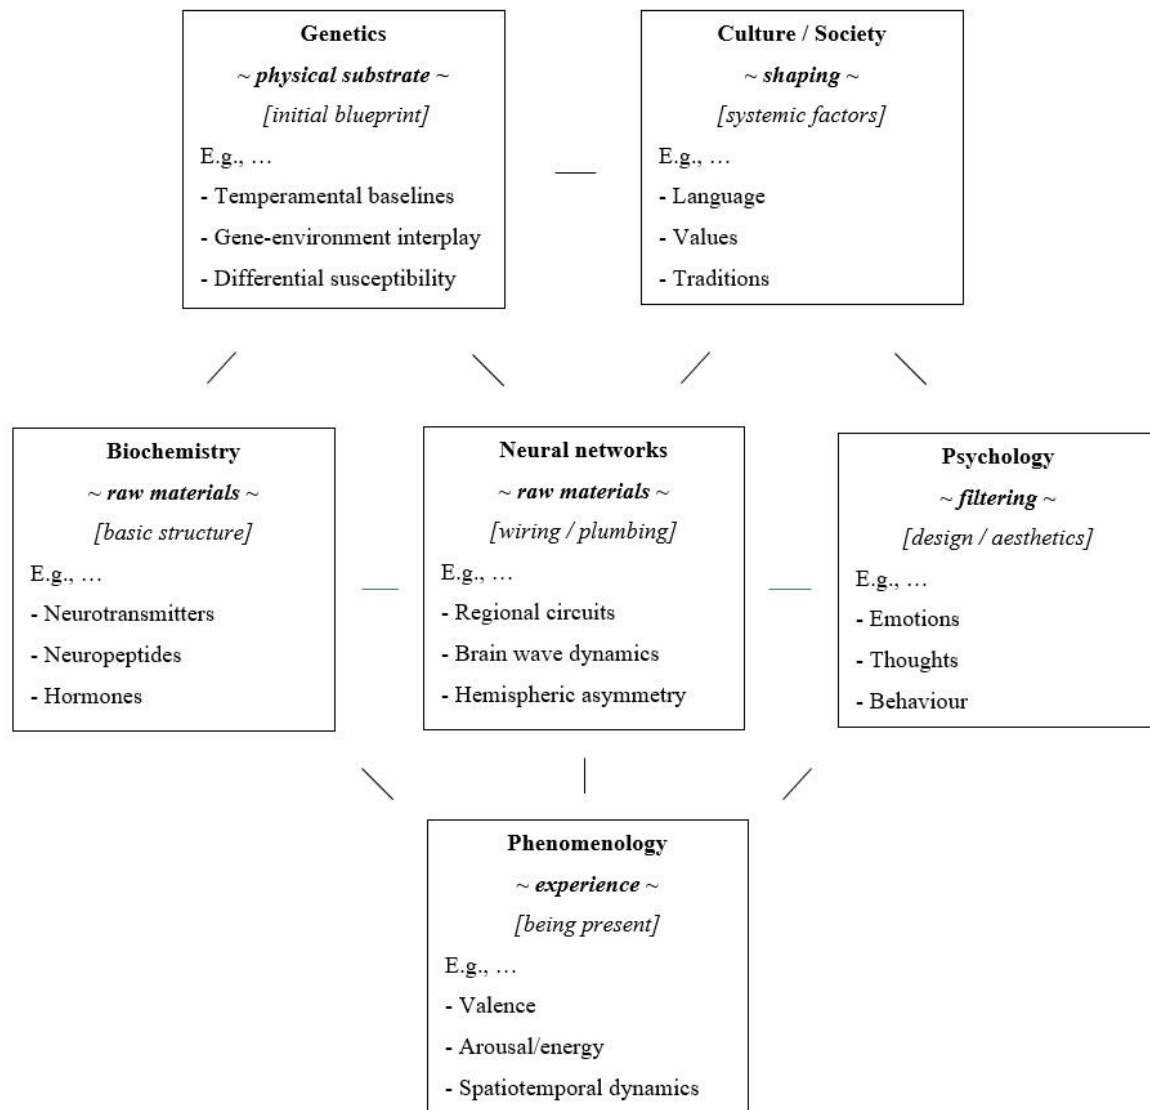 Genetics
~ physical substrate ~
[initial blueprint]
E.g., …
- Temperamental baselines
- Gene-environment interplay
- Differential susceptibility
Culture / Society
~ shaping ~
[systemic factors]
E.g., …
- Language
- Values
- Traditions
Biochemistry
~ raw materials ~
[basic structure]
E.g., …
- Neurotransmitters
- Neuropeptides
- Hormones
Neural networks
~ raw materials ~
[wiring / plumbing]
E.g., …
- Regional circuits
- Brain wave dynamics
- Hemispheric asymmetry
Psychology
~ filtering ~
[design / aesthetics]
E.g., …
- Emotions
- Thoughts
- Behaviour
Phenomenology
~ experience ~
[being present]
E.g., …
- Valence
- Arousal/energy
- Spatiotemporal dynamics